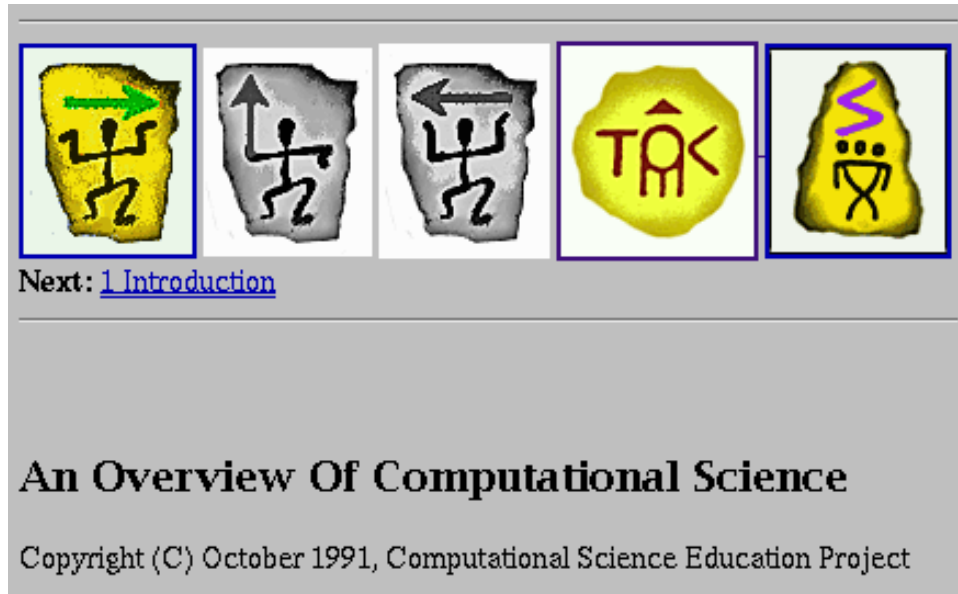 Next: 1 Introduction
An Overview Of Computational Science
Copyright (C) October 1991, Computational Science Education Project